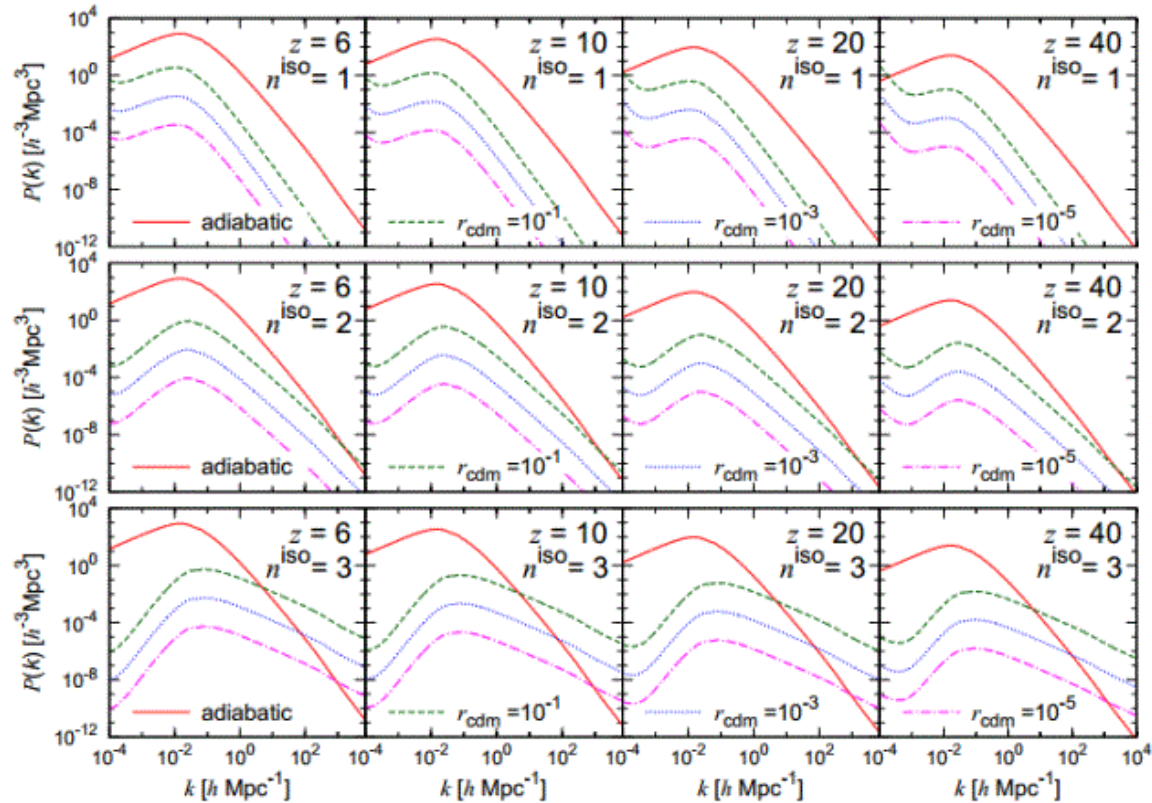 z = 6
n^iso = 1
z = 10
n^iso = 1
z = 20
n^iso = 1
z = 40
n^iso = 1
10^4
10^0
10^-4
10^-8
10^-12
P(k) [h^-3Mpc^3]
adiabatic
r_cdm =10^-1
r_cdm =10^-3
r_cdm =10^-5
z = 6
n^iso = 2
z = 10
n^iso = 2
z = 20
n^iso = 2
z = 40
n^iso = 2
10^4
10^0
10^-4
10^-8
10^-12
P(k) [h^-3Mpc^3]
adiabatic
r_cdm =10^-1
r_cdm =10^-3
r_cdm =10^-5
z = 6
n^iso = 3
z = 10
n^iso = 3
z = 20
n^iso = 3
z = 40
n^iso = 3
10^0
10^-4
10^-8
10^-12
P(k) [h^-3Mpc^3]
adiabatic
r_cdm =10^-1
r_cdm =10^-3
r_cdm =10^-5
10^-4 10^-2 10^0 10^2 10^-4 10^-2 10^0 10^2 10^-4 10^-2 10^0 10^2 10^-4 10^-2 10^0 10^2 10^4
k [h Mpc^-1] k [h Mpc^-1] k [h Mpc^-1] k [h Mpc^-1]